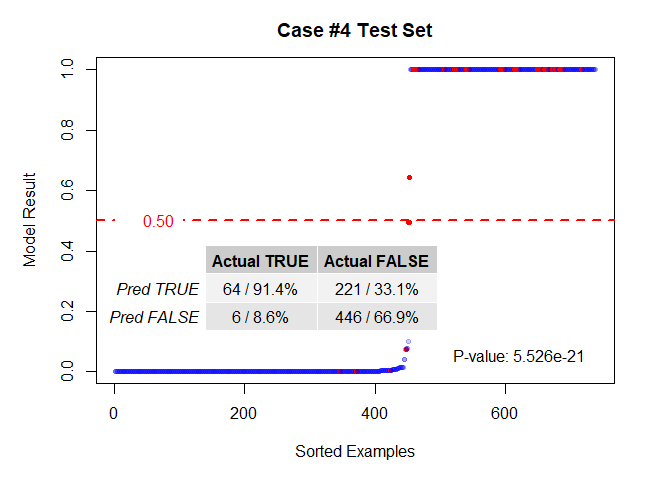 Case #4 Test Set
Model Result
1.0
0.8
0.6
0.4
0.2
0.0
0.50
Actual TRUE Actual FALSE
Pred TRUE 64 / 91.4% 221 / 33.1%
Pred FALSE 6 / 8.6% 446 / 66.9%
P-value: 5.526e-21
0 200 400 600
Sorted Examples